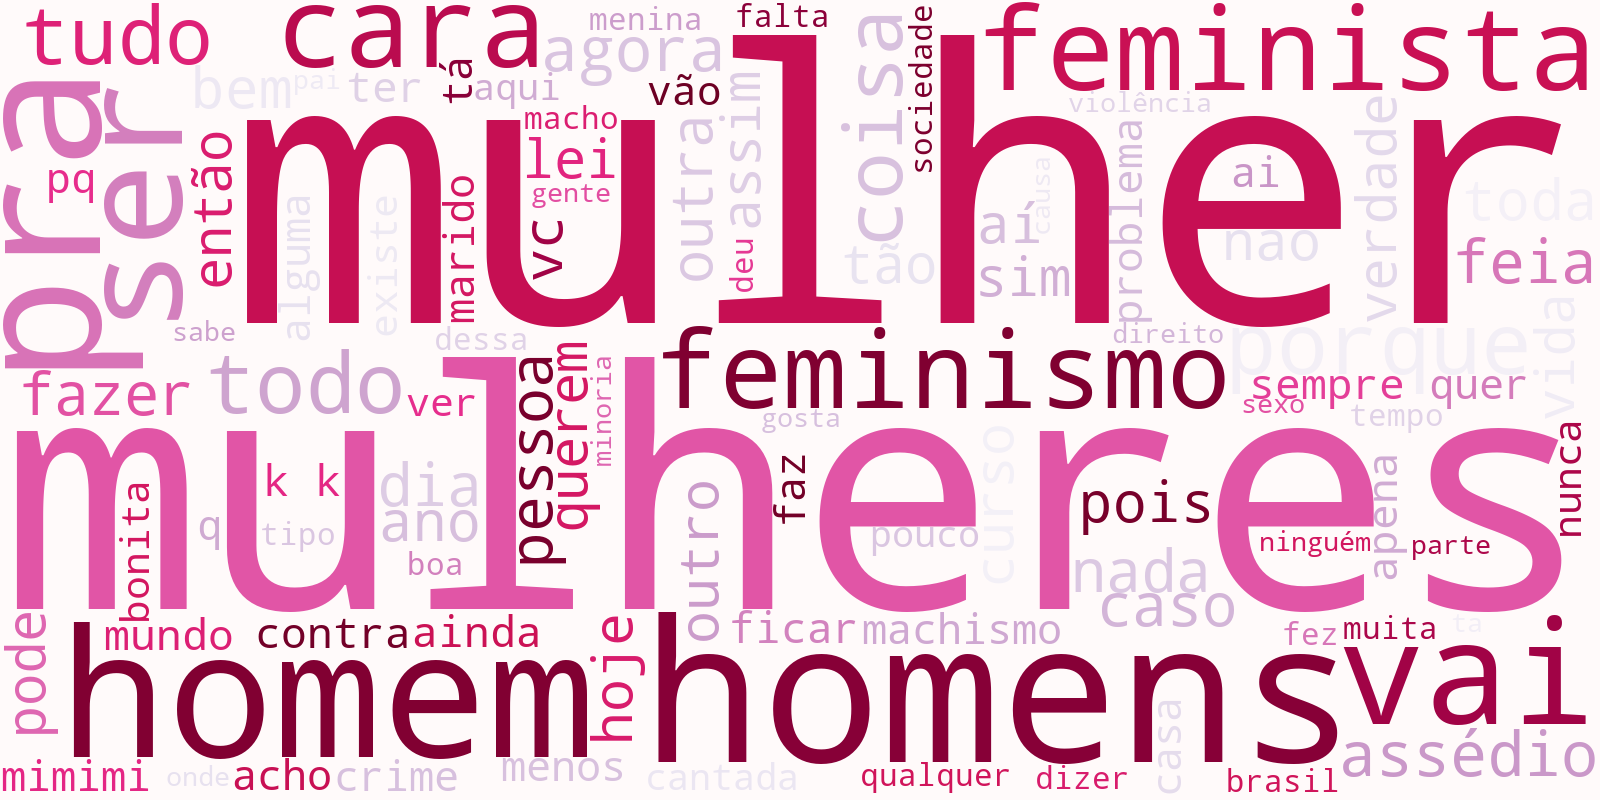 tudo
cara
menina
agora
falta
coisa
sociedade
feminista
pra
ser
bem
pai
ter
tá
aqui
vão
assim
violência
verdade
pq
então
mulher
macho
lei
gente
outra
problema
ai
causa
toda
alguma
existe
marido
vc
deu
tão
aí
sim
nao
feia
sabe
dessa
direito
porque
vida
fazer
todo
ver
pessoa
querem
minoria
feminismo
sempre
quer
sexo
tempo
gosta
mulheres
bonita
k k
dia
ano
q
tipo
boa
outro
faz
pouco
curso
pois
nada
caso
ninguém
apena
parte
nunca
pode
mundo
contra
ainda
hoje
ficar
machismo
fez
muita
ta
homem
homens
vai
casa
assédio
mimimi
onde
acho
crime
menos
cantada
qualquer
dizer
brasil